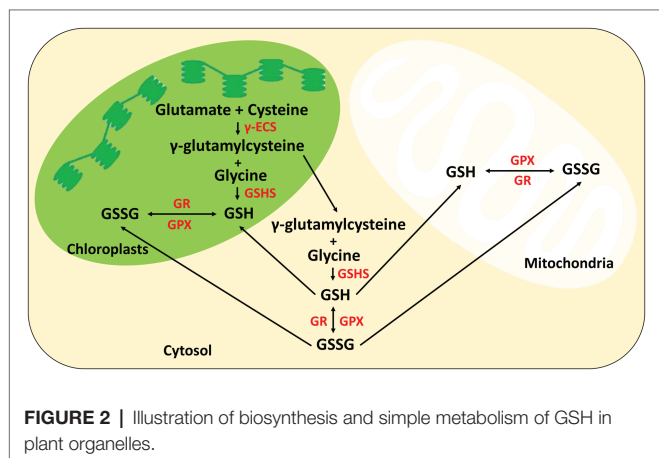 Glutamate + Cysteine
γ-ECS
γ-glutamylcysteine
+
Glycine
GSHS
GSSG
GR
GPX
GSH
Chloroplasts
γ-glutamylcysteine
+
Glycine
GSHS
GSH
GR GPX
GSSG
Cytosol
GSH
GPX
GR
GSSG
Mitochondria
FIGURE 2 | Illustration of biosynthesis and simple metabolism of GSH in
plant organelles.